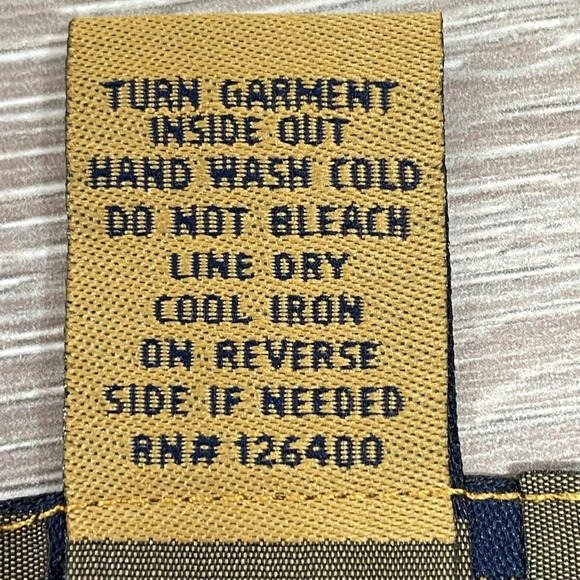 TURN GARMENT
INSIDE OUT
HAND WASH COLD
DO NOT BLEACH
LINE DRY
COOL IRON
ON REVERSE
SIDE IF NEEDED
RN# 126400